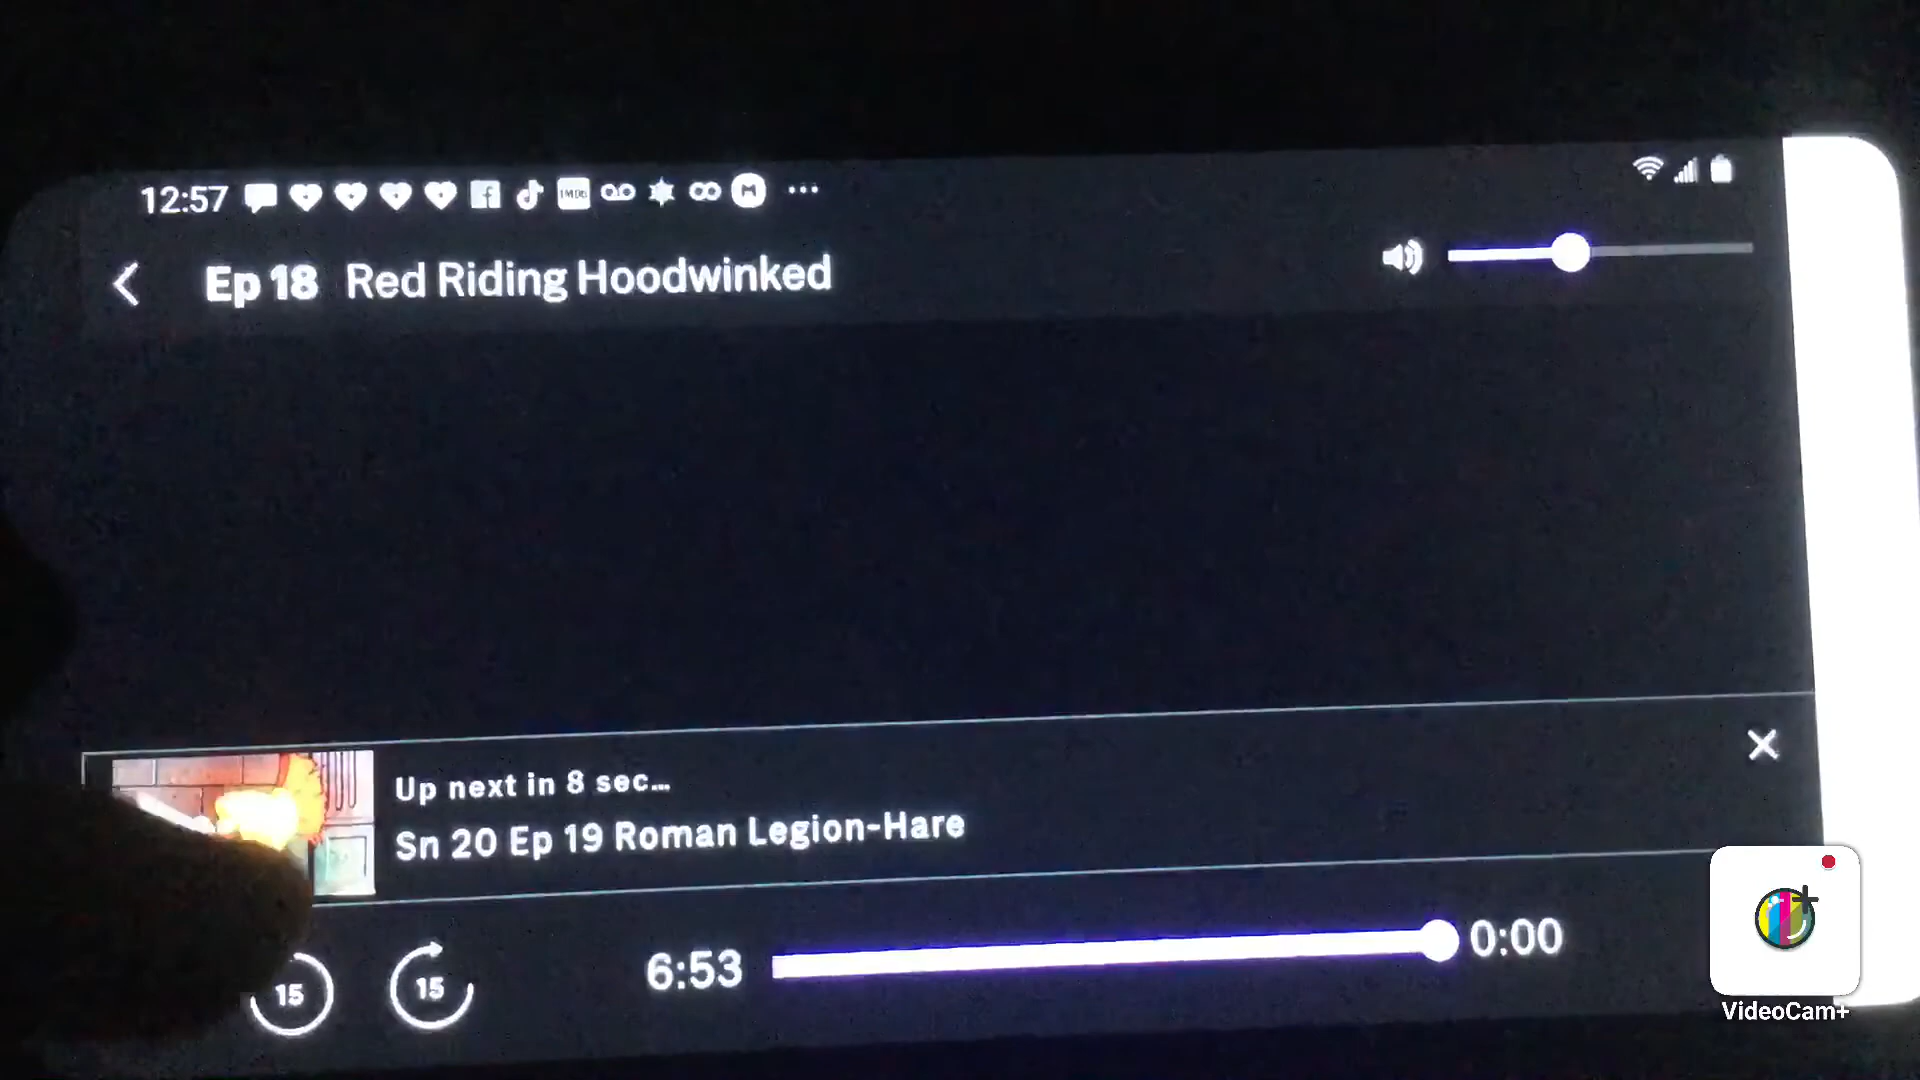 12:57
IMDb
Ep 18 Red Riding Hoodwinked
Up next in 8 sec...
Sn 20 Ep 19 Roman Legion-Hare
15
15
6:53
0:00
VideoCam+